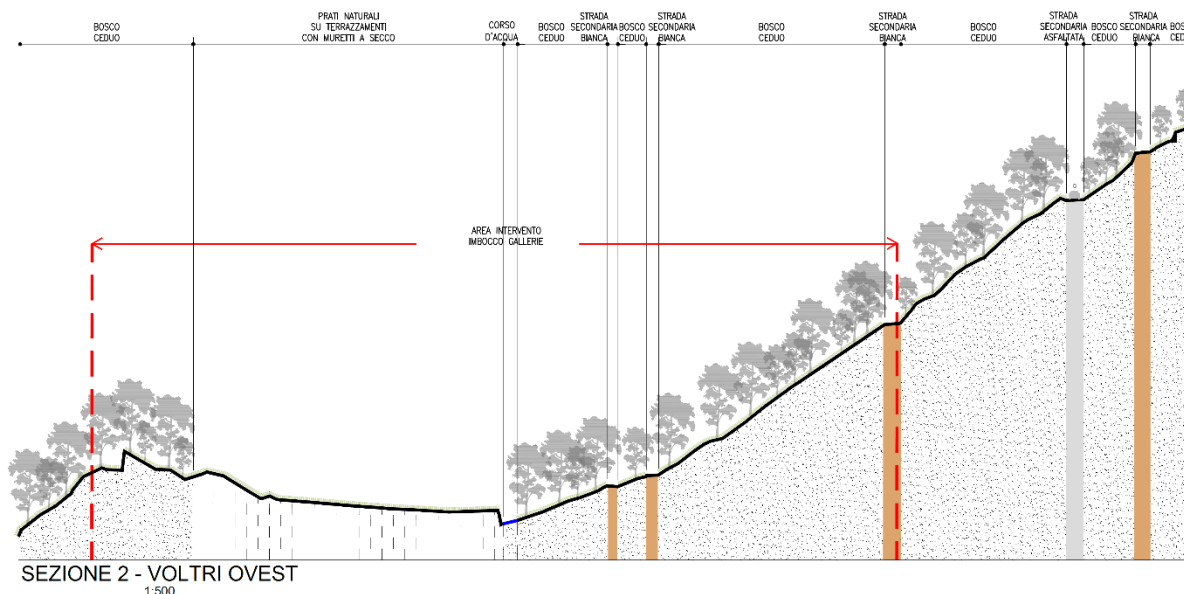 BOSCO
CEDUO
PRATI NATURALI
SU TERRAZZAMENTI
CON MURETTI A SECCO
CORSO
D'ACQUA
BOSCO
CEDUO
STRADA
SECONDARIA
BIANCA
BOSCO
CEDUO
STRADA
SECONDARIA
BIANCA
BOSCO
CEDUO
STRADA
SECONDARIA
BIANCA
BOSCO
CEDUO
STRADA
SECONDARIA
ASFALTATA
BOSCO
CEDUO
STRADA
SECONDARIA
BIANCA
BOS
CED
AREA INTERVENTO
IMBOCCO GALLERIE
SEZIONE 2 - VOLTRI OVEST
1:500